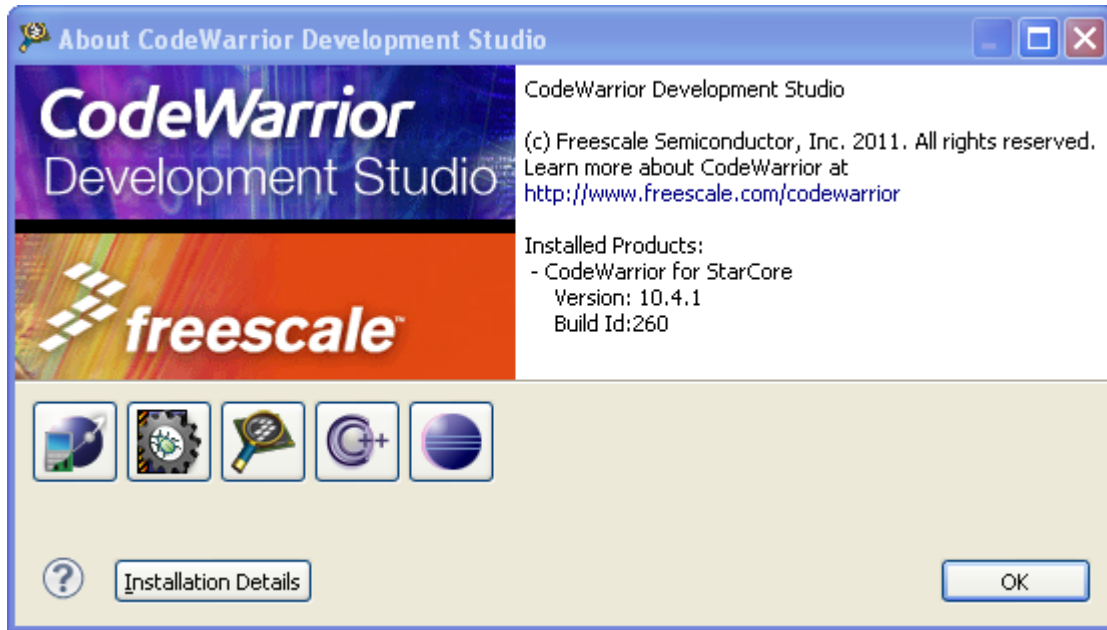 About CodeWarrior Development Studio
CodeWarrior
Development Studio
freescale™
CodeWarrior Development Studio
(c) Freescale Semiconductor, Inc. 2011. All rights reserved.
Learn more about CodeWarrior at
http://www.freescale.com/codewarrior
Installed Products:
- CodeWarrior for StarCore
Version: 10.4.1
Build Id:260
C++
?
Installation Details
OK